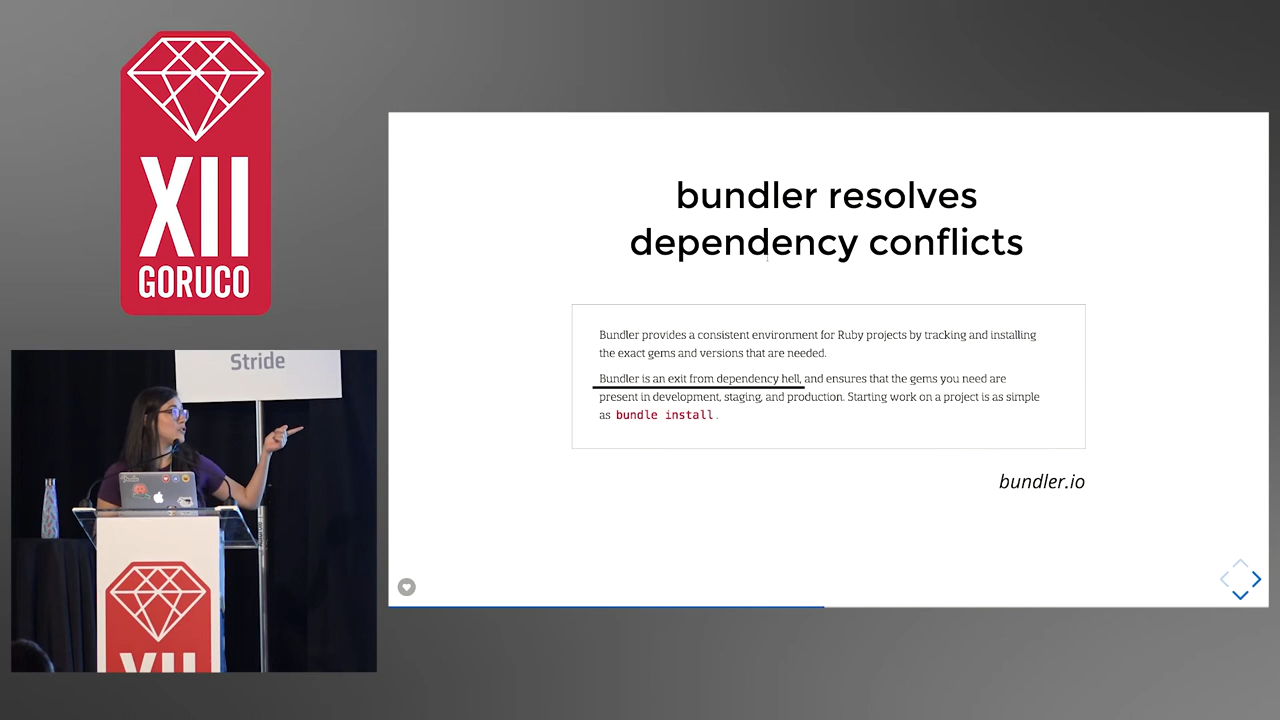 XII
GORUCO
Stride
XII
bundler resolves
dependency conflicts
Bundler provides a consistent environment for Ruby projects by tracking and installing
the exact gems and versions that are needed.
Bundler is an exit from dependency hell, and ensures that the gems you need are
present in development, staging, and production. Starting work on a project is as simple
as bundle install.
bundler.io